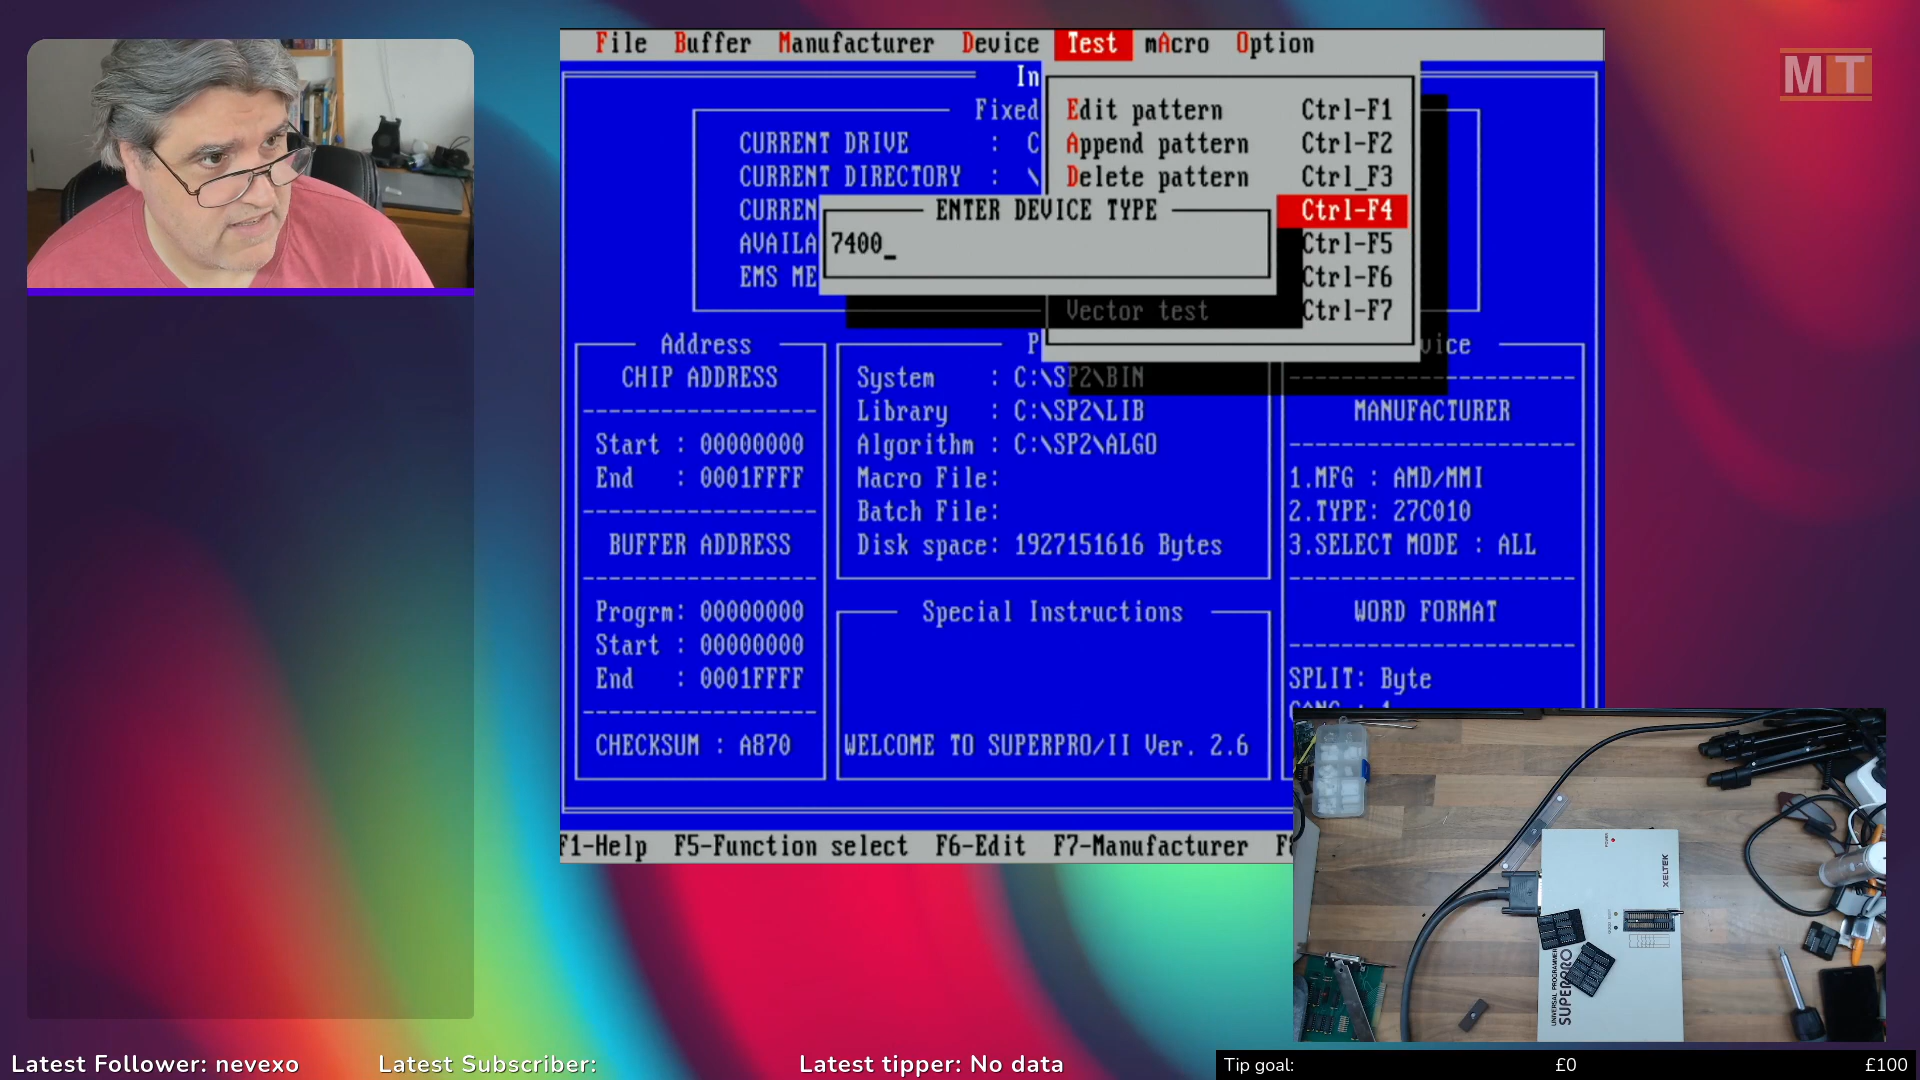 File Buffer Manufacturer Device Test mAcro Option
In
Fixed
CURRENT DRIVE : C
CURRENT DIRECTORY : \
CURREN
AVAILA
EMS ME
Edit pattern Ctrl-F1
Append pattern Ctrl-F2
Delete pattern Ctrl_F3
Ctrl-F4
Ctrl-F5
Ctrl-F6
Vector test Ctrl-F7
ENTER DEVICE TYPE
7400_
Address
CHIP ADDRESS
Start : 00000000
End : 0001FFFF
BUFFER ADDRESS
Progrm: 00000000
Start : 00000000
End : 0001FFFF
CHECKSUM : A870
P
System : C:\SP2\BIN
Library : C:\SP2\LIB
Algorithm : C:\SP2\ALGO
Macro File:
Batch File:
Disk space: 1927151616 Bytes
Special Instructions
WELCOME TO SUPERPRO/II Ver. 2.6
vice
MANUFACTURER
1.MFG : AMD/MMI
2.TYPE: 27C010
3.SELECT MODE : ALL
WORD FORMAT
SPLIT: Byte
F1-Help F5-Function select F6-Edit F7-Manufacturer
MT
XELTEK
UNIVERSAL PROGRAMMER
SUPERPRO
Latest Follower: nevexo
Latest Subscriber:
Latest tipper: No data
Tip goal: £0 £100